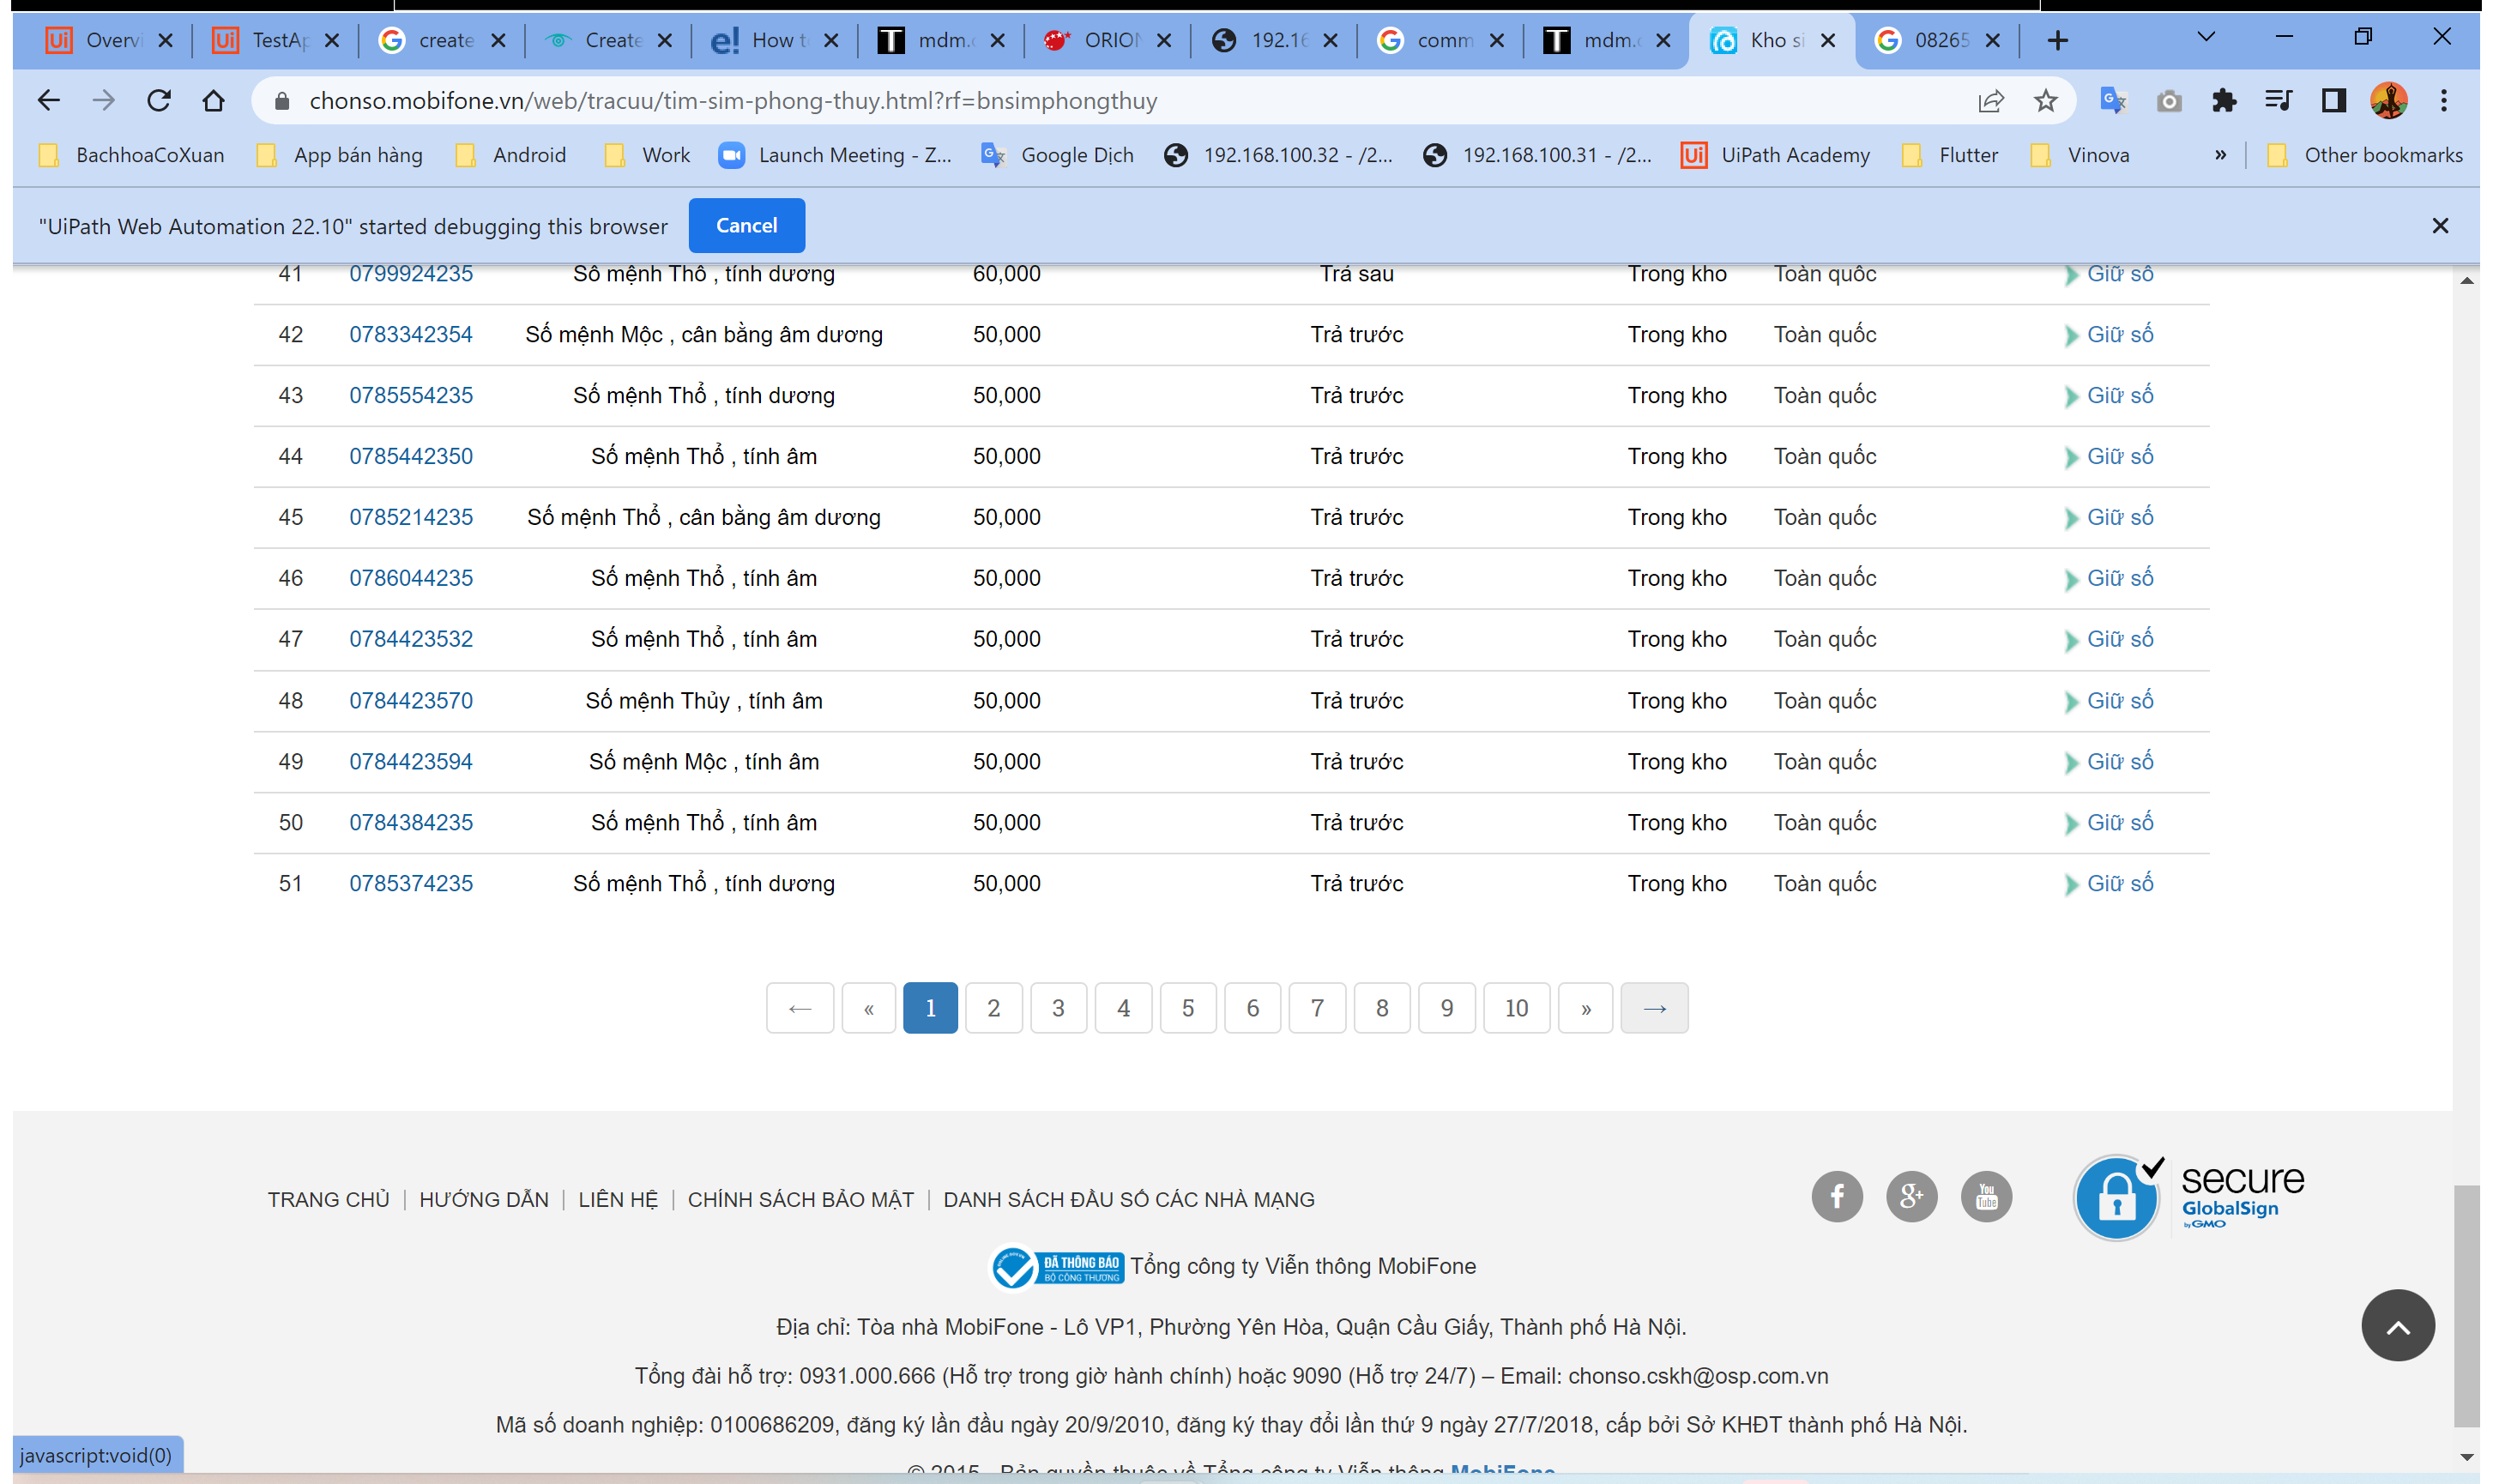 Overvi TestAp create Create How t mdm. ORION 192.16 comm mdm. Kho si 08265
chonso.mobifone.vn/web/tracuu/tim-sim-phong-thuy.html?rf=bnsimphongthuy
BachhoaCoXuan App bán hàng Android Work Launch Meeting - Z... Google Dịch 192.168.100.32 - /2... 192.168.100.31 - /2... UiPath Academy Flutter Vinova » Other bookmarks
"UiPath Web Automation 22.10" started debugging this browser Cancel
41 0799924235 Số mệnh Thổ , tính dương 60,000 Trả sau Trong kho Toàn quốc Giữ số
42 0783342354 Số mệnh Mộc , cân bằng âm dương 50,000 Trả trước Trong kho Toàn quốc Giữ số
43 0785554235 Số mệnh Thổ , tính dương 50,000 Trả trước Trong kho Toàn quốc Giữ số
44 0785442350 Số mệnh Thổ , tính âm 50,000 Trả trước Trong kho Toàn quốc Giữ số
45 0785214235 Số mệnh Thổ , cân bằng âm dương 50,000 Trả trước Trong kho Toàn quốc Giữ số
46 0786044235 Số mệnh Thổ , tính âm 50,000 Trả trước Trong kho Toàn quốc Giữ số
47 0784423532 Số mệnh Thổ , tính âm 50,000 Trả trước Trong kho Toàn quốc Giữ số
48 0784423570 Số mệnh Thủy , tính âm 50,000 Trả trước Trong kho Toàn quốc Giữ số
49 0784423594 Số mệnh Mộc , tính âm 50,000 Trả trước Trong kho Toàn quốc Giữ số
50 0784384235 Số mệnh Thổ , tính âm 50,000 Trả trước Trong kho Toàn quốc Giữ số
51 0785374235 Số mệnh Thổ , tính dương 50,000 Trả trước Trong kho Toàn quốc Giữ số
← « 1 2 3 4 5 6 7 8 9 10 » →
TRANG CHỦ | HƯỚNG DẪN | LIÊN HỆ | CHÍNH SÁCH BẢO MẬT | DANH SÁCH ĐẦU SỐ CÁC NHÀ MẠNG
You Tube
secure
GlobalSign
by GMO
ĐÃ THÔNG BÁO
BỘ CÔNG THƯƠNG
Tổng công ty Viễn thông MobiFone
Địa chỉ: Tòa nhà MobiFone - Lô VP1, Phường Yên Hòa, Quận Cầu Giấy, Thành phố Hà Nội.
Tổng đài hỗ trợ: 0931.000.666 (Hỗ trợ trong giờ hành chính) hoặc 9090 (Hỗ trợ 24/7) – Email: chonso.cskh@osp.com.vn
Mã số doanh nghiệp: 0100686209, đăng ký lần đầu ngày 20/9/2010, đăng ký thay đổi lần thứ 9 ngày 27/7/2018, cấp bởi Sở KHĐT thành phố Hà Nội.
© 2015 - Bản quyền thuộc về Tổng công ty Viễn thông MobiFone
javascript:void(0)